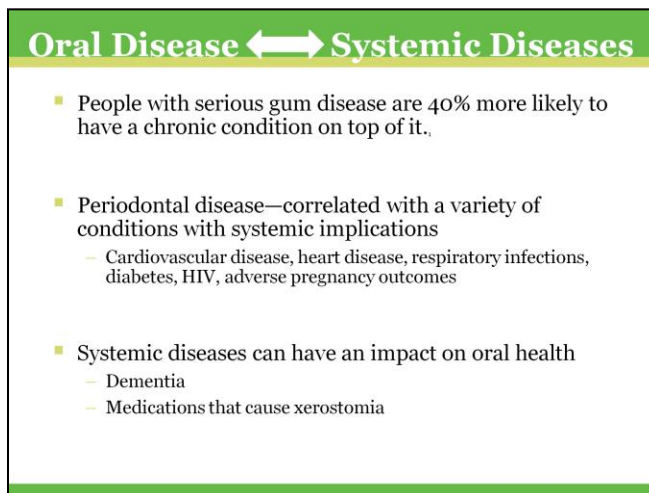 Oral Disease ⟷ Systemic Diseases
▪ People with serious gum disease are 40% more likely to
have a chronic condition on top of it.
▪ Periodontal disease—correlated with a variety of
conditions with systemic implications
– Cardiovascular disease, heart disease, respiratory infections,
diabetes, HIV, adverse pregnancy outcomes
▪ Systemic diseases can have an impact on oral health
– Dementia
– Medications that cause xerostomia